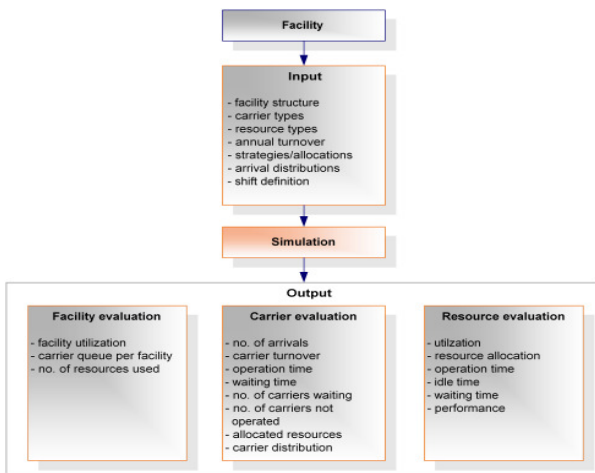 Facility
Input
- facility structure
- carrier types
- resource types
- annual turnover
- strategies/allocations
- arrival distributions
- shift definition
Simulation
Output
Facility evaluation
- facility utilization
- carrier queue per facility
- no. of resources used
Carrier evaluation
- no. of arrivals
- carrier turnover
- operation time
- waiting time
- no. of carriers waiting
- no. of carriers not
operated
- allocated resources
- carrier distribution
Resource evaluation
- utilzation
- resource allocation
- operation time
- idle time
- waiting time
- performance